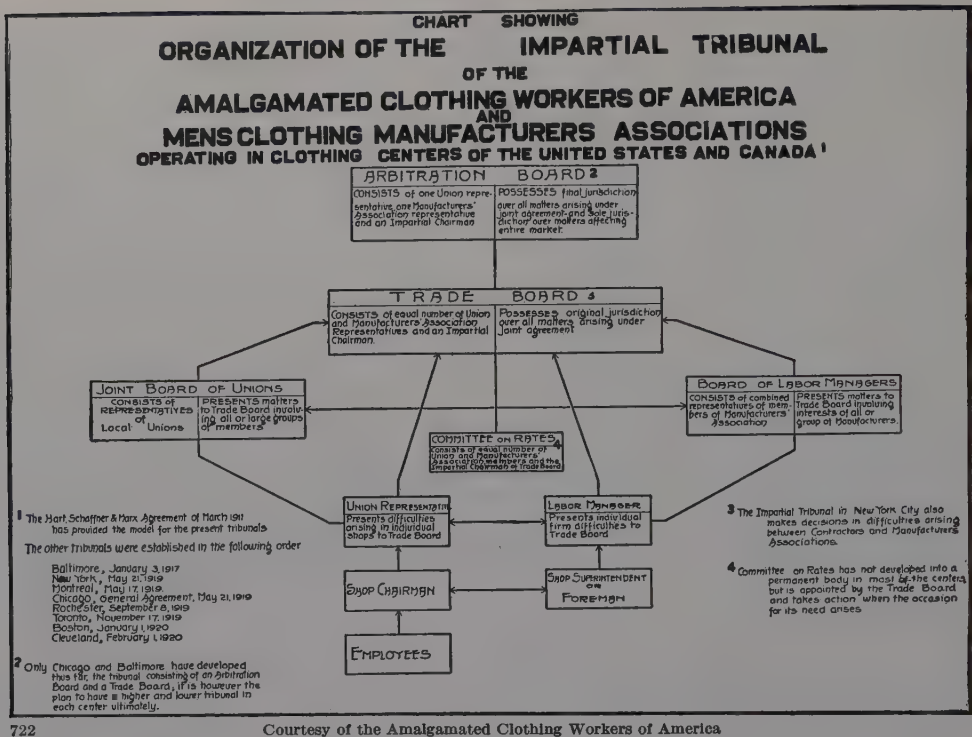 CHART SHOWING
ORGANIZATION OF THE IMPARTIAL TRIBUNAL
OF THE
AMALGAMATED CLOTHING WORKERS OF AMERICA
AND
MENS CLOTHING MANUFACTURERS ASSOCIATIONS
OPERATING IN CLOTHING CENTERS OF THE UNITED STATES AND CANADA 1
ARBITRATION BOARD 2
CONSISTS of one Union repre-
sentative, one Manufacturers'
Association representative
and an Impartial Chairman
POSSESSES final jurisdiction
over all matters arising under
joint agreement-and sole juris-
diction over matters affecting
entire market.
TRADE BOARD 3
CONSISTS of equal number of Union
and Manufacturers' Association
Representatives and an Impartial
Chairman.
POSSESSES original jurisdiction
over all matters arising under
joint agreement
JOINT BOARD OF UNIONS
CONSISTS of
REPRESENTATIVES
of
Local Unions
PRESENTS matters
to Trade Board involv-
ing all or large groups
of members
BOARD OF LABOR MANAGERS
CONSISTS of combined
representatives of mem-
bers of Manufacturers'
Association
PRESENTS matters to
Trade Board involving
interests of all or
group of Manufacturers.
COMMITTEE ON RATES 4
Consists of equal number of
Union and Manufacturers'
Association members and the
Impartial Chairman of Trade Board
UNION REPRESENTATIVE
Presents difficulties
arising in individual
shops to Trade Board
LABOR MANAGER
Presents individual
firm difficulties to
Trade Board
SHOP CHAIRMAN
SHOP SUPERINTENDENT
OR
FOREMAN
EMPLOYEES
1 The Hart, Schaffner & Marx Agreement of March 1911
has provided the model for the present tribunals
The other tribunals were established in the following order
Baltimore, January 3, 1917
New York, May 21, 1919
Montreal, May 17, 1919.
Chicago, General Agreement, May 21, 1919
Rochester, September 8, 1919
Toronto, November 17, 1919
Boston, January 1, 1920
Cleveland, February 1, 1920
2 Only Chicago and Baltimore have developed
thus far, the tribunal consisting of an Arbitration
Board and a Trade Board, it is however the
plan to have a higher and lower tribunal in
each center ultimately.
3 The Impartial Tribunal in New York City also
makes decisions in difficulties arising
between Contractors and Manufacturers
Associations.
4 Committee on Rates has not developed into a
permanent body in most of the centers
but is appointed by the Trade Board
and takes action when the occasion
for its need arises
722
Courtesy of the Amalgamated Clothing Workers of America